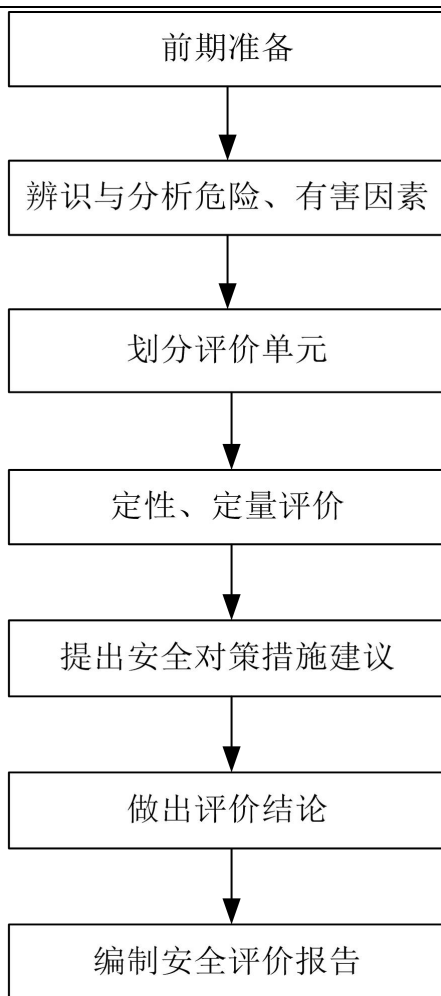 前期准备
辨识与分析危险、有害因素
划分评价单元
定性、定量评价
提出安全对策措施建议
做出评价结论
编制安全评价报告